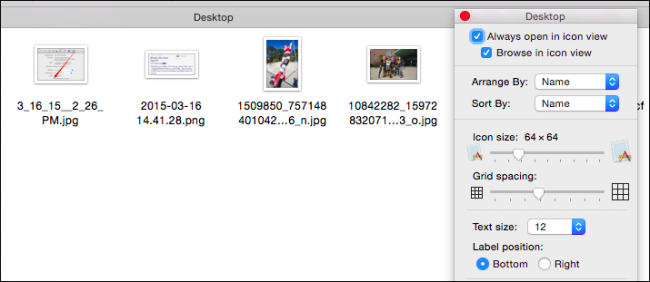 Desktop
3_16_15__2_26_
PM.jpg
2015-03-16
14.41.28.png
1509850_757148
401042...6_n.jpg
10842282_15972
832071...3_o.jpg
cf
Desktop
Always open in icon view
Browse in icon view
Arrange By: Name
Sort By: Name
Icon size: 64 × 64
Grid spacing:
Text size: 12
Label position:
Bottom Right